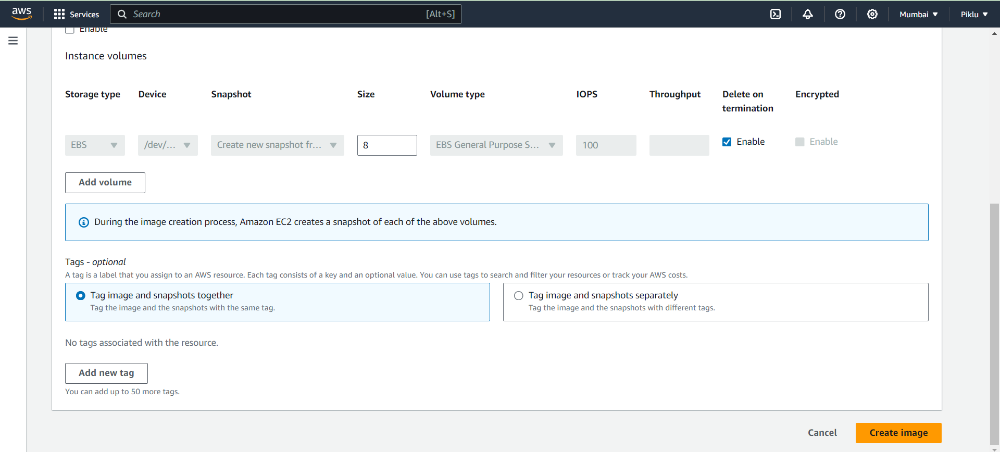 aws Services Search [Alt+S] Mumbai ▼ Piklu ▼
Enable
Instance volumes
Storage type Device Snapshot Size Volume type IOPS Throughput Delete on termination Encrypted
EBS /dev/... Create new snapshot fr... 8 EBS General Purpose S... 100 Enable Enable
Add volume
During the image creation process, Amazon EC2 creates a snapshot of each of the above volumes.
Tags - optional
A tag is a label that you assign to an AWS resource. Each tag consists of a key and an optional value. You can use tags to search and filter your resources or track your AWS costs.
Tag image and snapshots together
Tag the image and the snapshots with the same tag.
Tag image and snapshots separately
Tag the image and the snapshots with different tags.
No tags associated with the resource.
Add new tag
You can add up to 50 more tags.
Cancel Create image